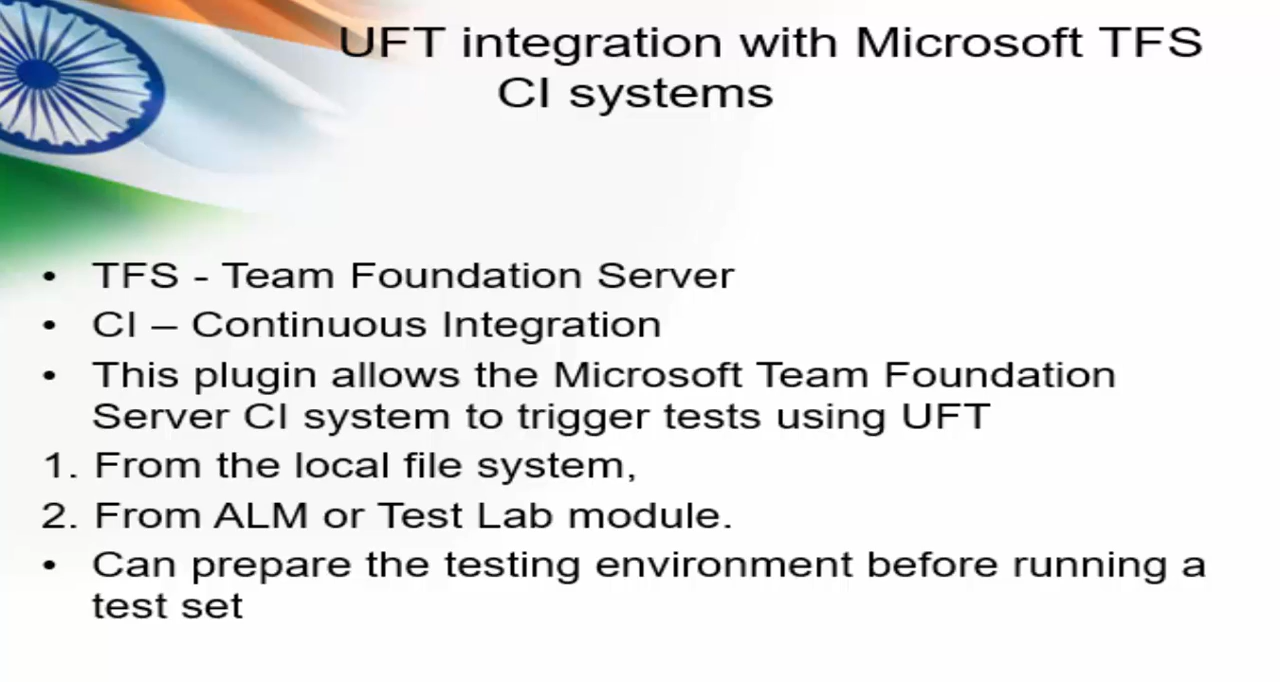 UFT integration with Microsoft TFS
CI systems
• TFS - Team Foundation Server
• CI – Continuous Integration
• This plugin allows the Microsoft Team Foundation
Server CI system to trigger tests using UFT
1. From the local file system,
2. From ALM or Test Lab module.
• Can prepare the testing environment before running a
test set